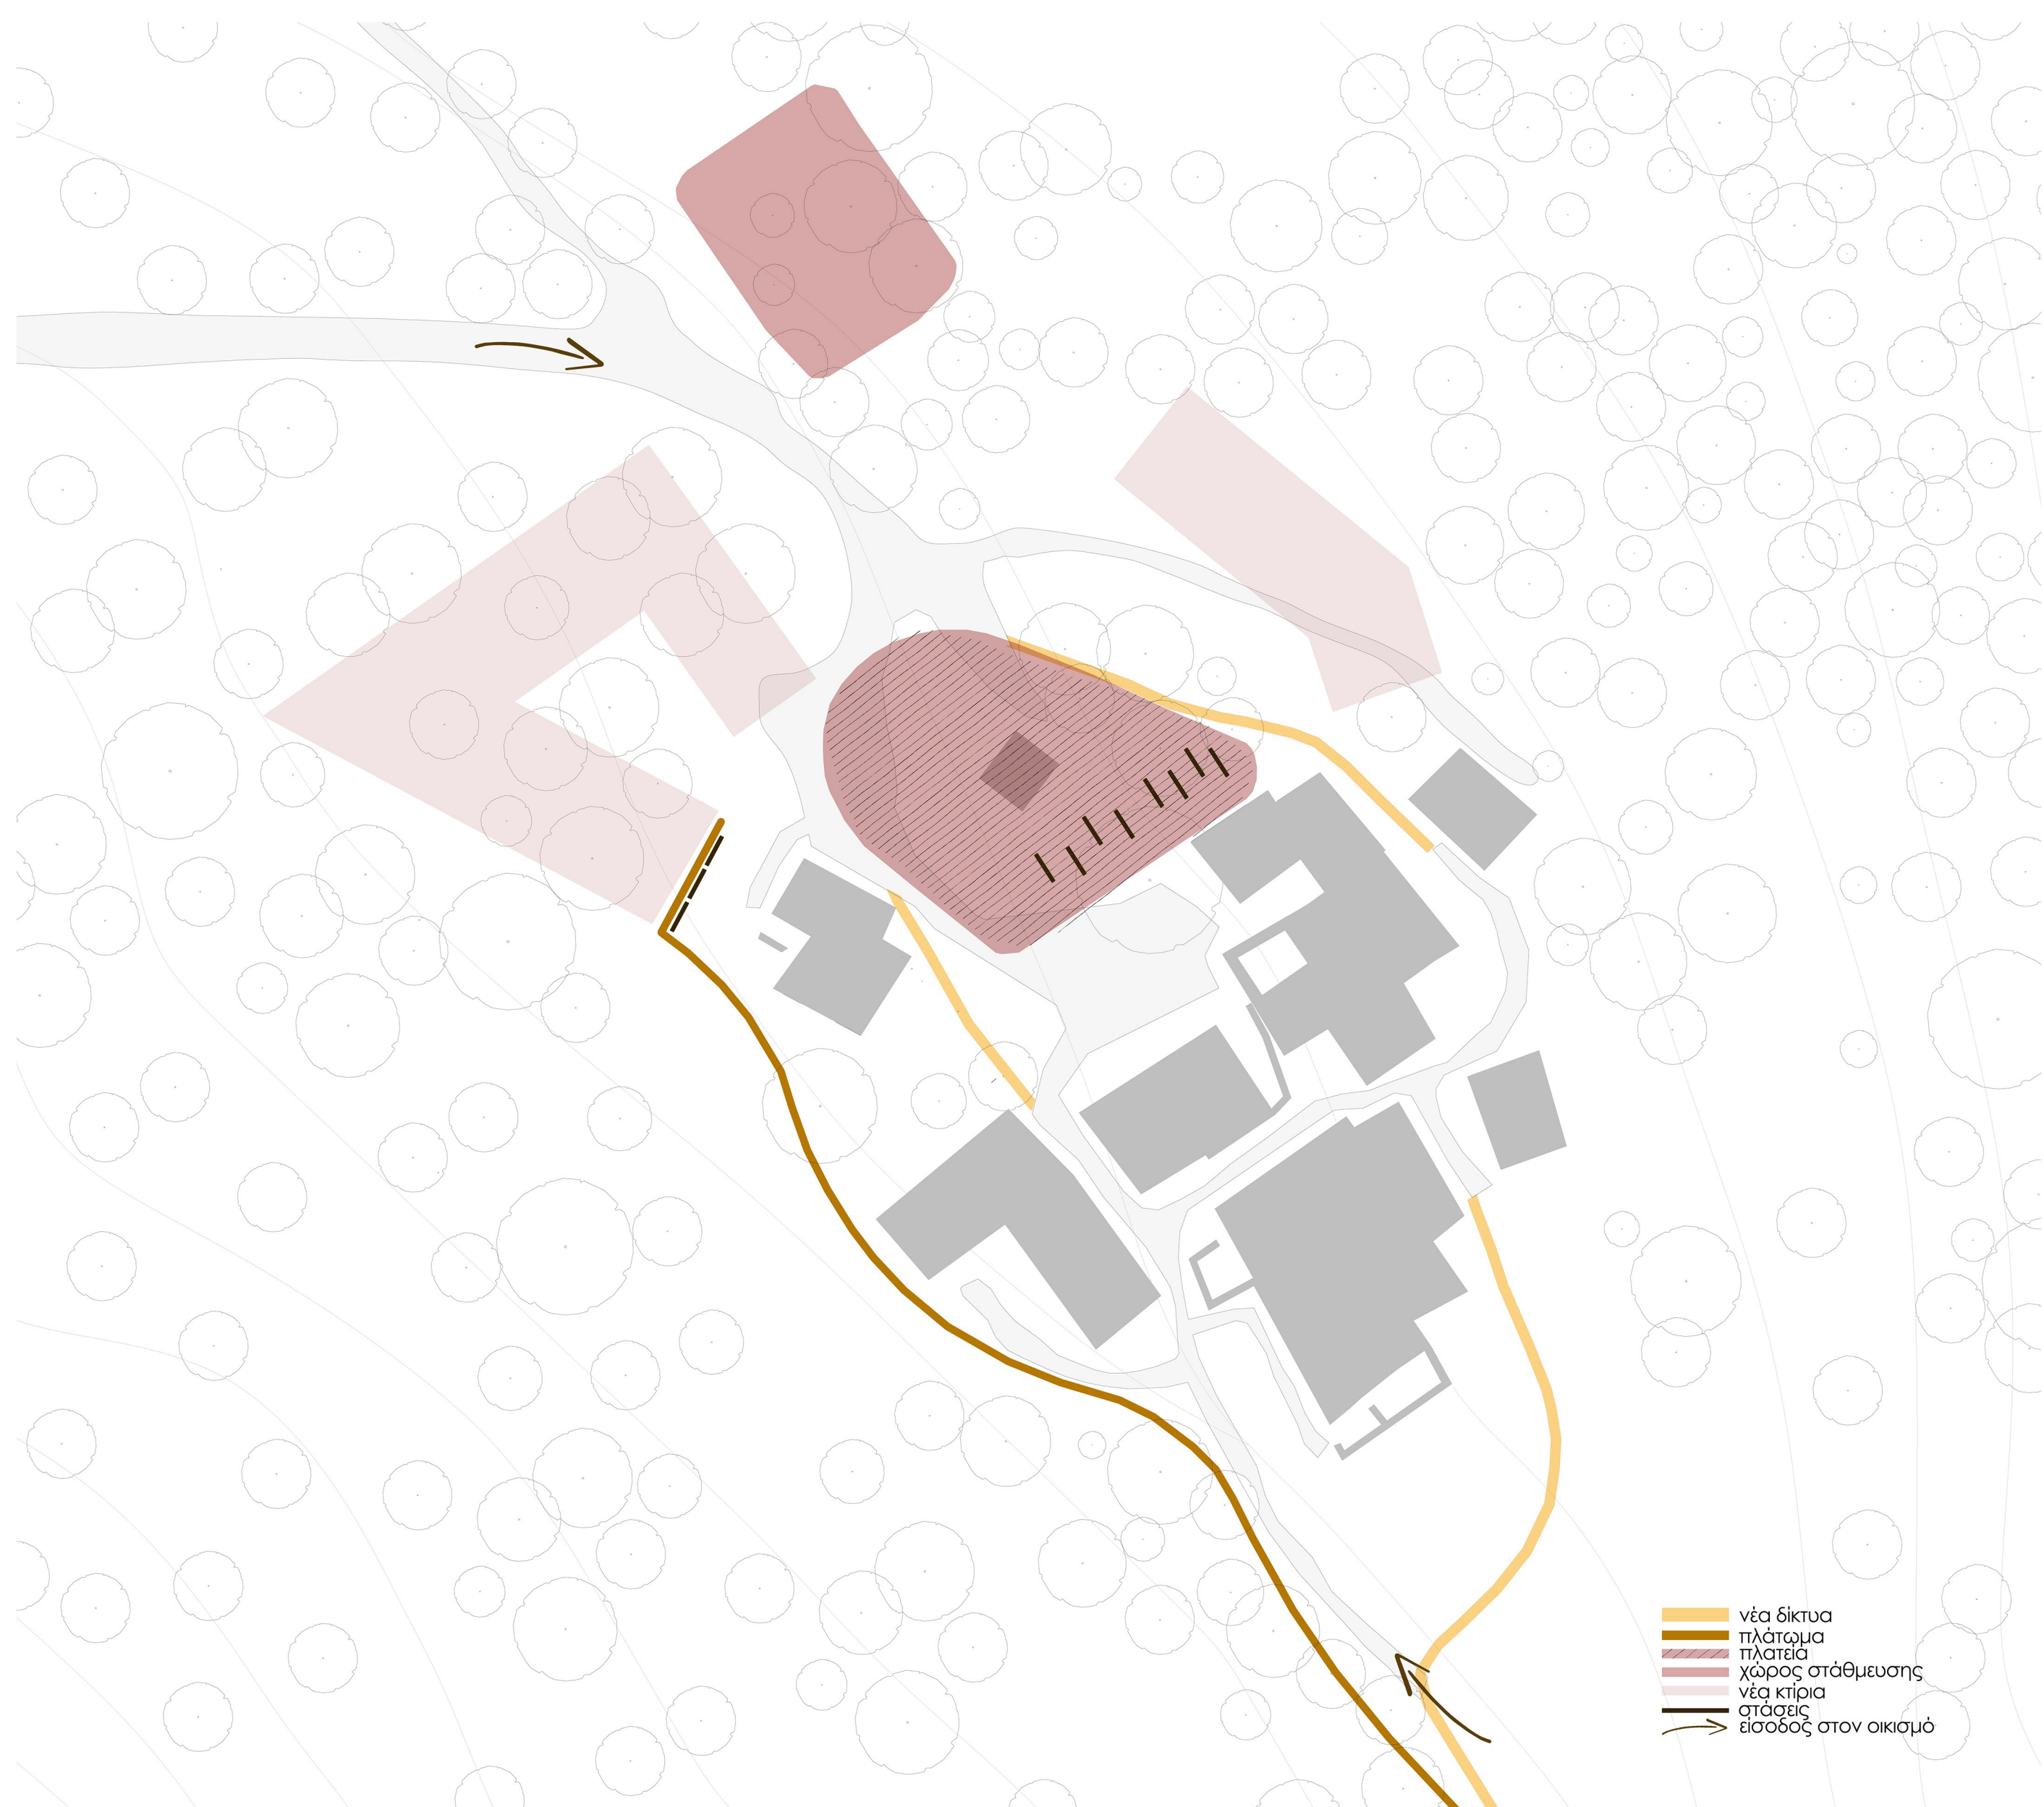 νέα δίκτυα
πλάτωμα
πλατεία
χώρος στάθμευσης
νέα κτίρια
στάσεις
είσοδος στον οικισμό